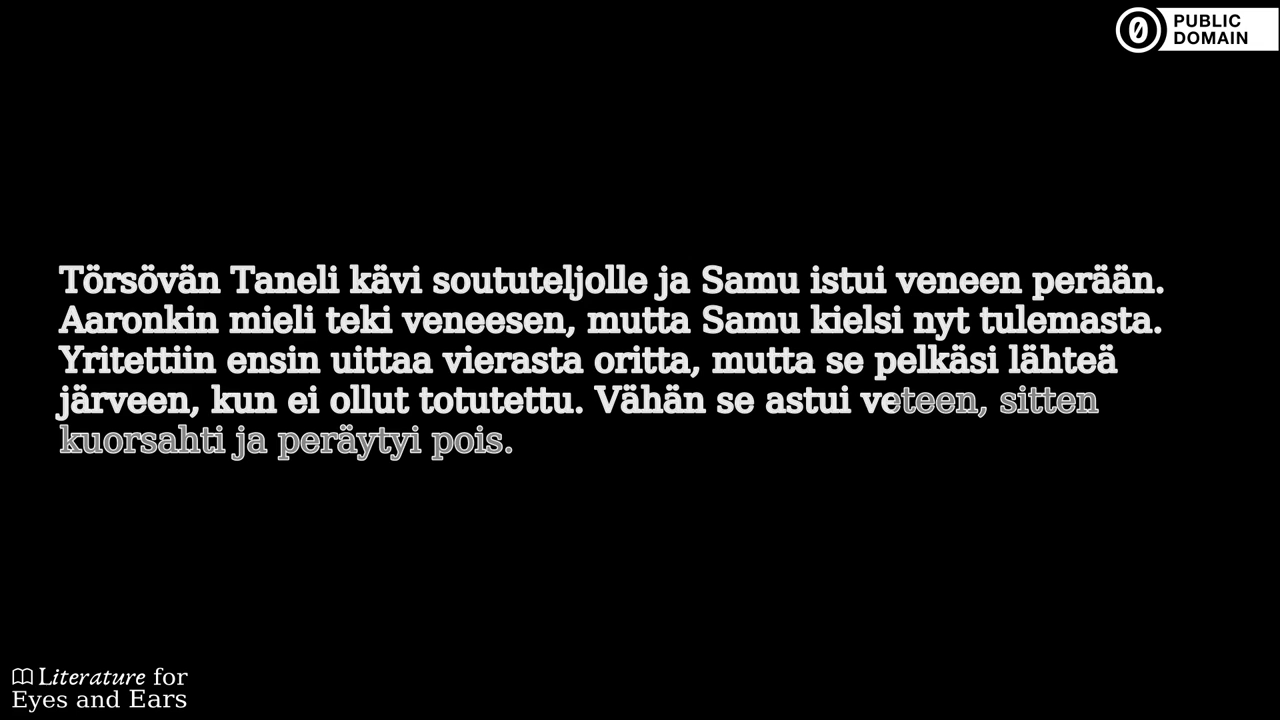 PUBLIC
DOMAIN
Törsövän Taneli kävi soututeljolle ja Samu istui veneen perään.
Aaronkin mieli teki veneesen, mutta Samu kielsi nyt tulemasta.
Yritettiin ensin uittaa vierasta oritta, mutta se pelkäsi lähteä
järveen, kun ei ollut totutettu. Vähän se astui veteen, sitten
kuorsahti ja peräytyi pois.
Literature for
Eyes and Ears